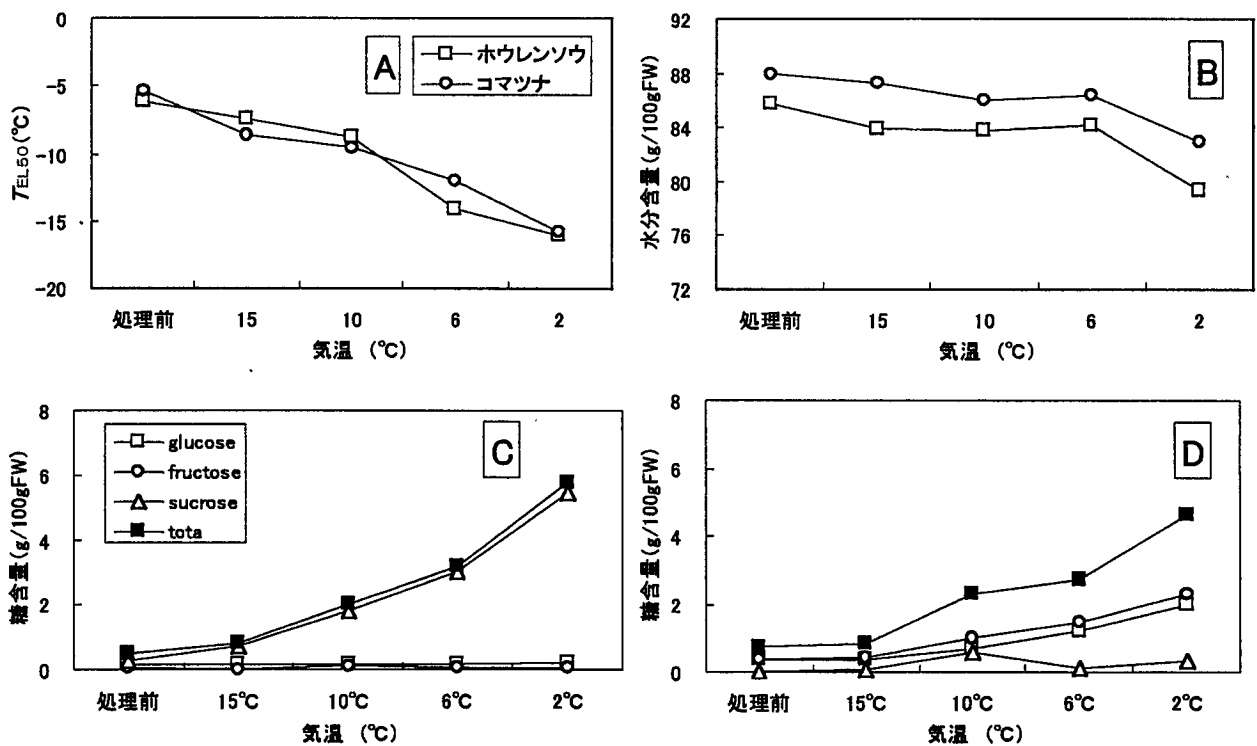 A
ホウレンソウ
コマツナ
TEL50(℃)
0
-5
-10
-15
-20
処理前 15 10 6 2
気温 (℃)
B
水分含量(g/100gFW)
92
88
84
80
76
72
処理前 15 10 6 2
気温 (℃)
C
glucose
fructose
sucrose
tota
糖含量(g/100gFW)
8
6
4
2
0
処理前 15℃ 10℃ 6℃ 2℃
気温 (℃)
D
糖含量(g/100gFW)
8
6
4
2
0
処理前 15℃ 10℃ 6℃ 2℃
気温 (℃)